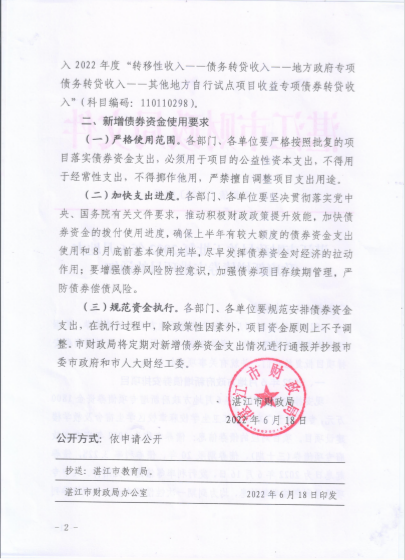 入 2022 年度“转移性收入——债务转贷收入——地方政府专项
债务转贷收入——其他地方自行试点项目收益专项债券转贷收
入”（科目编码：110110298）。
二、新增债券资金使用要求
（一）严格使用范围。各部门、各单位要严格按照批复的项
目落实债券资金支出，必须用于项目的公益性资本支出，不得用
于经常性支出，不得挪作他用，严禁擅自调整项目支出用途。
（二）加快支出进度。各部门、各单位要坚决贯彻落实党中
央、国务院有关文件要求，推动积极财政政策提升效能，加快债
券资金的拨付使用进度，确保上半年有较大额度的债券资金支出
使用和 8 月底前基本使用完毕，尽早发挥债券资金对经济的拉动
作用；要增强债券风险防控意识，加强债券项目存续期管理，严
防债券偿债风险。
（三）规范资金执行。各部门、各单位要规范安排债券资金
支出，在执行过程中，除政策性因素外，项目资金原则上不予调
整。市财政局将定期对新增债券资金支出情况进行通报并抄报市
委市政府和市人大财经工委。
湛江市财政局
湛江市财政局
2022 年 6 月 18 日
公开方式：依申请公开
抄送：湛江市教育局。
湛江市财政局办公室 2022 年 6 月 18 日印发
- 2 -